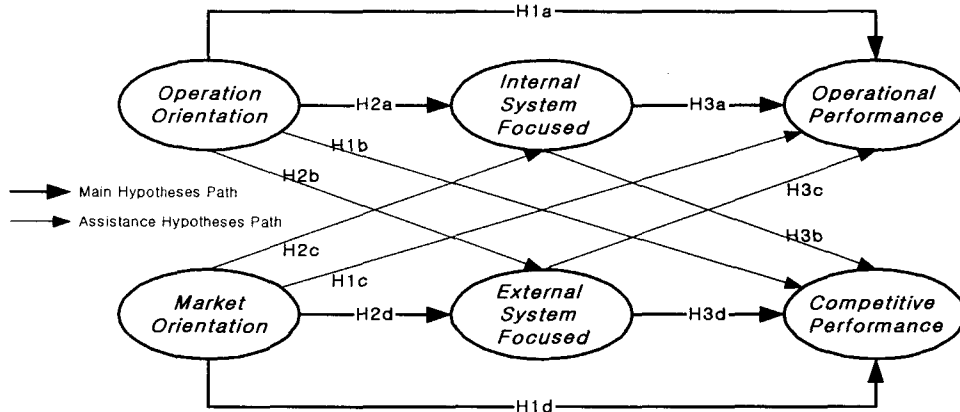 H1a
Operation
Orientation
H2a
Internal
System
Focused
H3a
Operational
Performance
H1b
H2b
H3c
Main Hypotheses Path
Assistance Hypotheses Path
H2c
H1c
H3b
Market
Orientation
H2d
External
System
Focused
H3d
Competitive
Performance
H1d